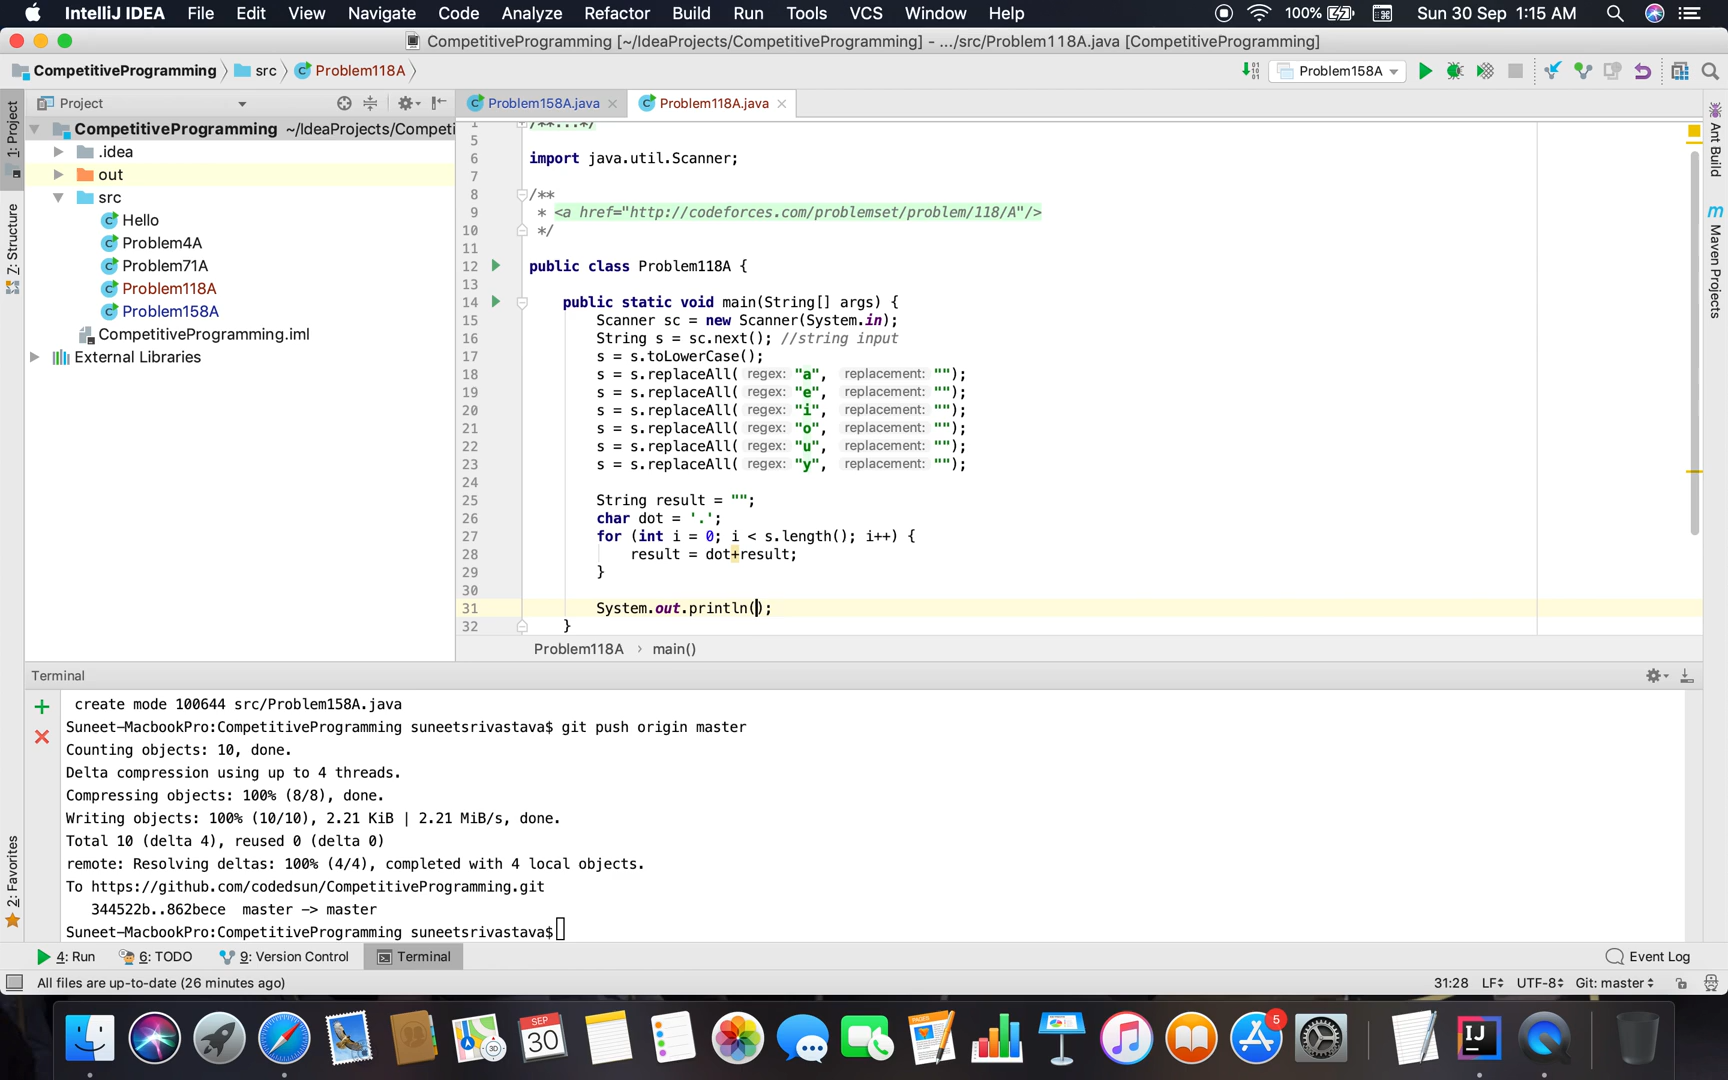 IntelliJ IDEA File Edit View Navigate Code Analyze Refactor Build Run Tools VCS Window Help 100% Sun 30 Sep 1:15 AM
CompetitiveProgramming [~/IdeaProjects/CompetitiveProgramming] - .../src/Problem118A.java [CompetitiveProgramming]
CompetitiveProgramming src Problem118A Problem158A
Project
Problem158A.java Problem118A.java
1: Project
Z: Structure
2: Favorites
CompetitiveProgramming ~/IdeaProjects/Competi
.idea
out
src
Hello
Problem4A
Problem71A
Problem118A
Problem158A
CompetitiveProgramming.iml
External Libraries
1 /**...*/
5
6 import java.util.Scanner;
7
8 /**
9 * <a href="http://codeforces.com/problemset/problem/118/A"/>
10 */
11
12 public class Problem118A {
13
14 public static void main(String[] args) {
15 Scanner sc = new Scanner(System.in);
16 String s = sc.next(); //string input
17 s = s.toLowerCase();
18 s = s.replaceAll( regex: "a", replacement: "");
19 s = s.replaceAll( regex: "e", replacement: "");
20 s = s.replaceAll( regex: "i", replacement: "");
21 s = s.replaceAll( regex: "o", replacement: "");
22 s = s.replaceAll( regex: "u", replacement: "");
23 s = s.replaceAll( regex: "y", replacement: "");
24
25 String result = "";
26 char dot = '.';
27 for (int i = 0; i < s.length(); i++) {
28 result = dot+result;
29 }
30
31 System.out.println();
32 }
Problem118A › main()
Ant Build
Maven Projects
Terminal
create mode 100644 src/Problem158A.java
Suneet-MacbookPro:CompetitiveProgramming suneetsrivastava$ git push origin master
Counting objects: 10, done.
Delta compression using up to 4 threads.
Compressing objects: 100% (8/8), done.
Writing objects: 100% (10/10), 2.21 KiB | 2.21 MiB/s, done.
Total 10 (delta 4), reused 0 (delta 0)
remote: Resolving deltas: 100% (4/4), completed with 4 local objects.
To https://github.com/codedsun/CompetitiveProgramming.git
344522b..862bece master -> master
Suneet-MacbookPro:CompetitiveProgramming suneetsrivastava$
4: Run 6: TODO 9: Version Control Terminal Event Log
All files are up-to-date (26 minutes ago) 31:28 LF UTF-8 Git: master
SEP
30
3D
5
IJ